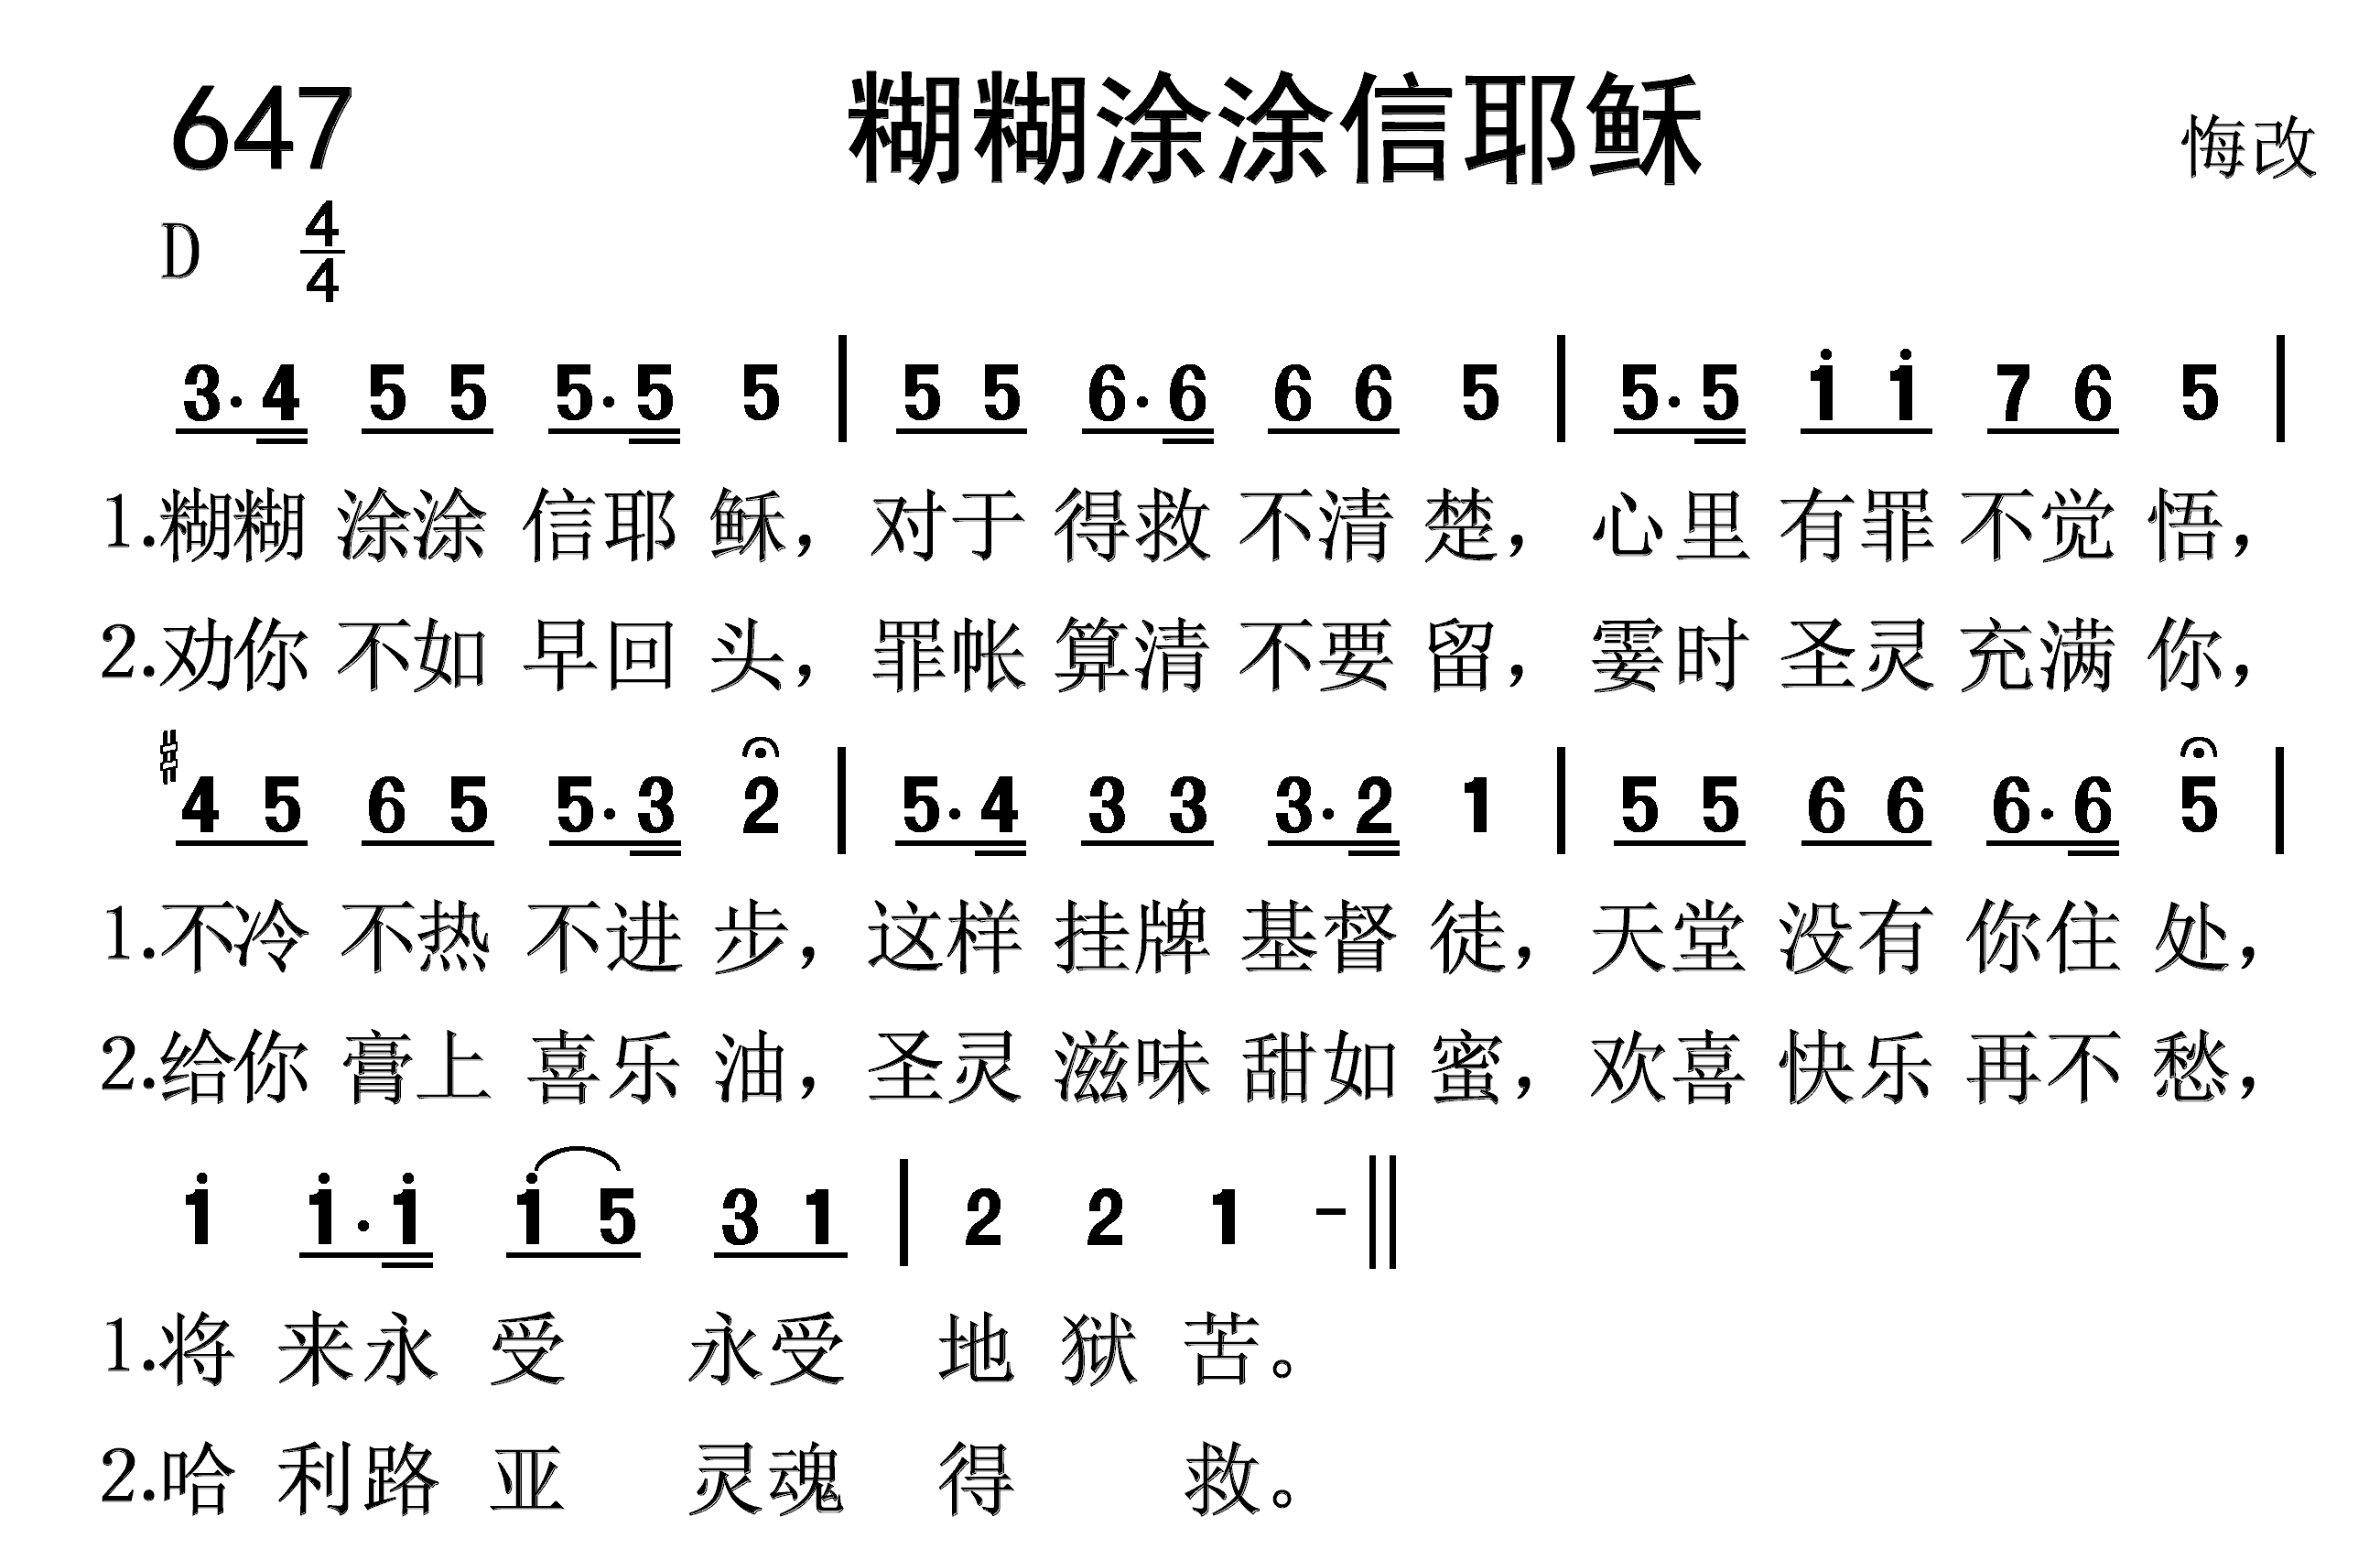 647 糊糊涂涂信耶稣 悔改
D 4/4
3·4 5 5 5·5 5 | 5 5 6·6 6 6 5 | 5·5 i i 7 6 5 |
1.糊糊 涂涂 信耶 稣，对于 得救 不清 楚，心里 有罪 不觉 悟，
2.劝你 不如 早回 头，罪帐 算清 不要 留，霎时 圣灵 充满 你，
#4 5 6 5 5·3 2 | 5·4 3 3 3·2 1 | 5 5 6 6 6·6 5 |
1.不冷 不热 不进 步，这样 挂牌 基督 徒，天堂 没有 你住 处，
2.给你 膏上 喜乐 油，圣灵 滋味 甜如 蜜，欢喜 快乐 再不 愁，
i i·i i 5 3 1 | 2 2 1 - ||
1.将 来永 受 永受 地 狱 苦。
2.哈 利路 亚 灵魂 得 救。